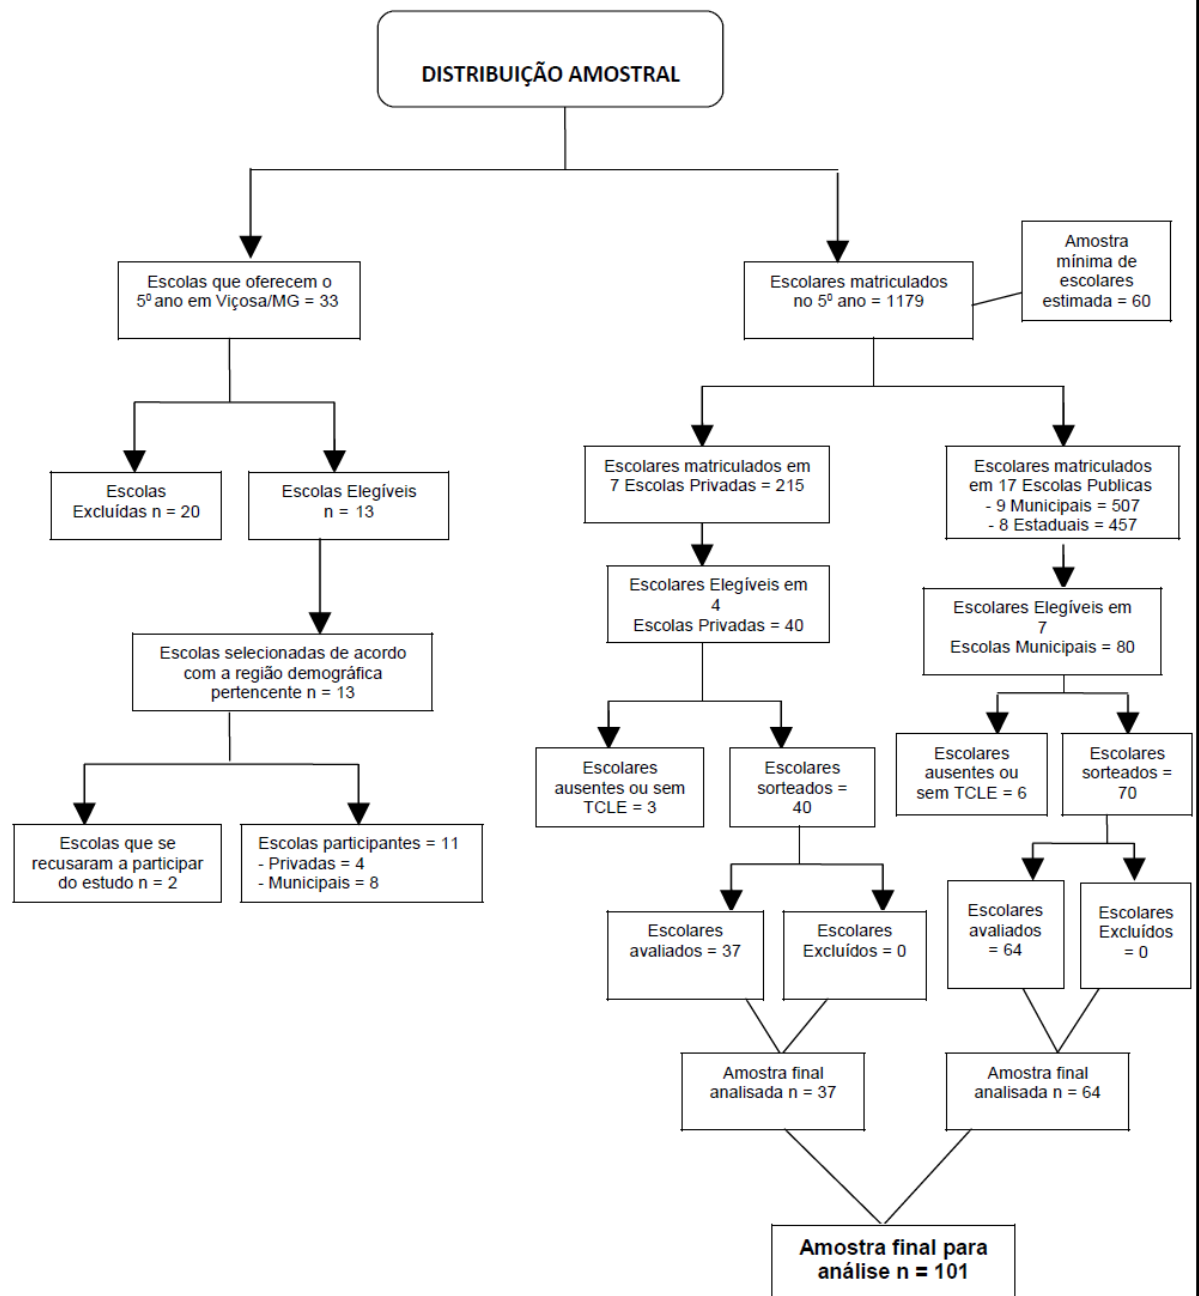 DISTRIBUIÇÃO AMOSTRAL
Escolas que oferecem o
5º ano em Viçosa/MG = 33
Escolares matriculados
no 5º ano = 1179
Amostra
mínima de
escolares
estimada = 60
Escolas
Excluídas n = 20
Escolas Elegíveis
n = 13
Escolares matriculados em
7 Escolas Privadas = 215
Escolares matriculados
em 17 Escolas Publicas
- 9 Municipais = 507
- 8 Estaduais = 457
Escolares Elegíveis em
4
Escolas Privadas = 40
Escolares Elegíveis em
7
Escolas Municipais = 80
Escolas selecionadas de acordo
com a região demográfica
pertencente n = 13
Escolares
ausentes ou sem
TCLE = 3
Escolares
sorteados =
40
Escolares
ausentes ou
sem TCLE = 6
Escolares
sorteados =
70
Escolas que se
recusaram a participar
do estudo n = 2
Escolas participantes = 11
- Privadas = 4
- Municipais = 8
Escolares
avaliados = 37
Escolares
Excluídos = 0
Escolares
avaliados
= 64
Escolares
Excluídos
= 0
Amostra final
analisada n = 37
Amostra final
analisada n = 64
Amostra final para
análise n = 101